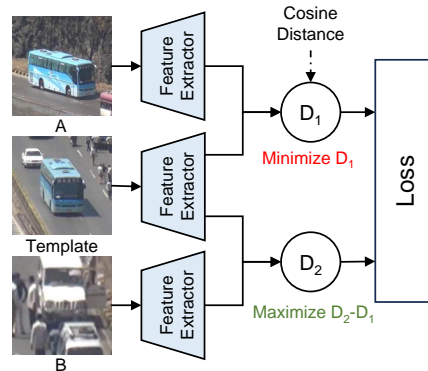 Cosine
Distance
Feature
Extractor
A
D₁
Minimize D₁
Feature
Extractor
Loss
Template
D₂
Feature
Extractor
Maximize D₂-D₁
B